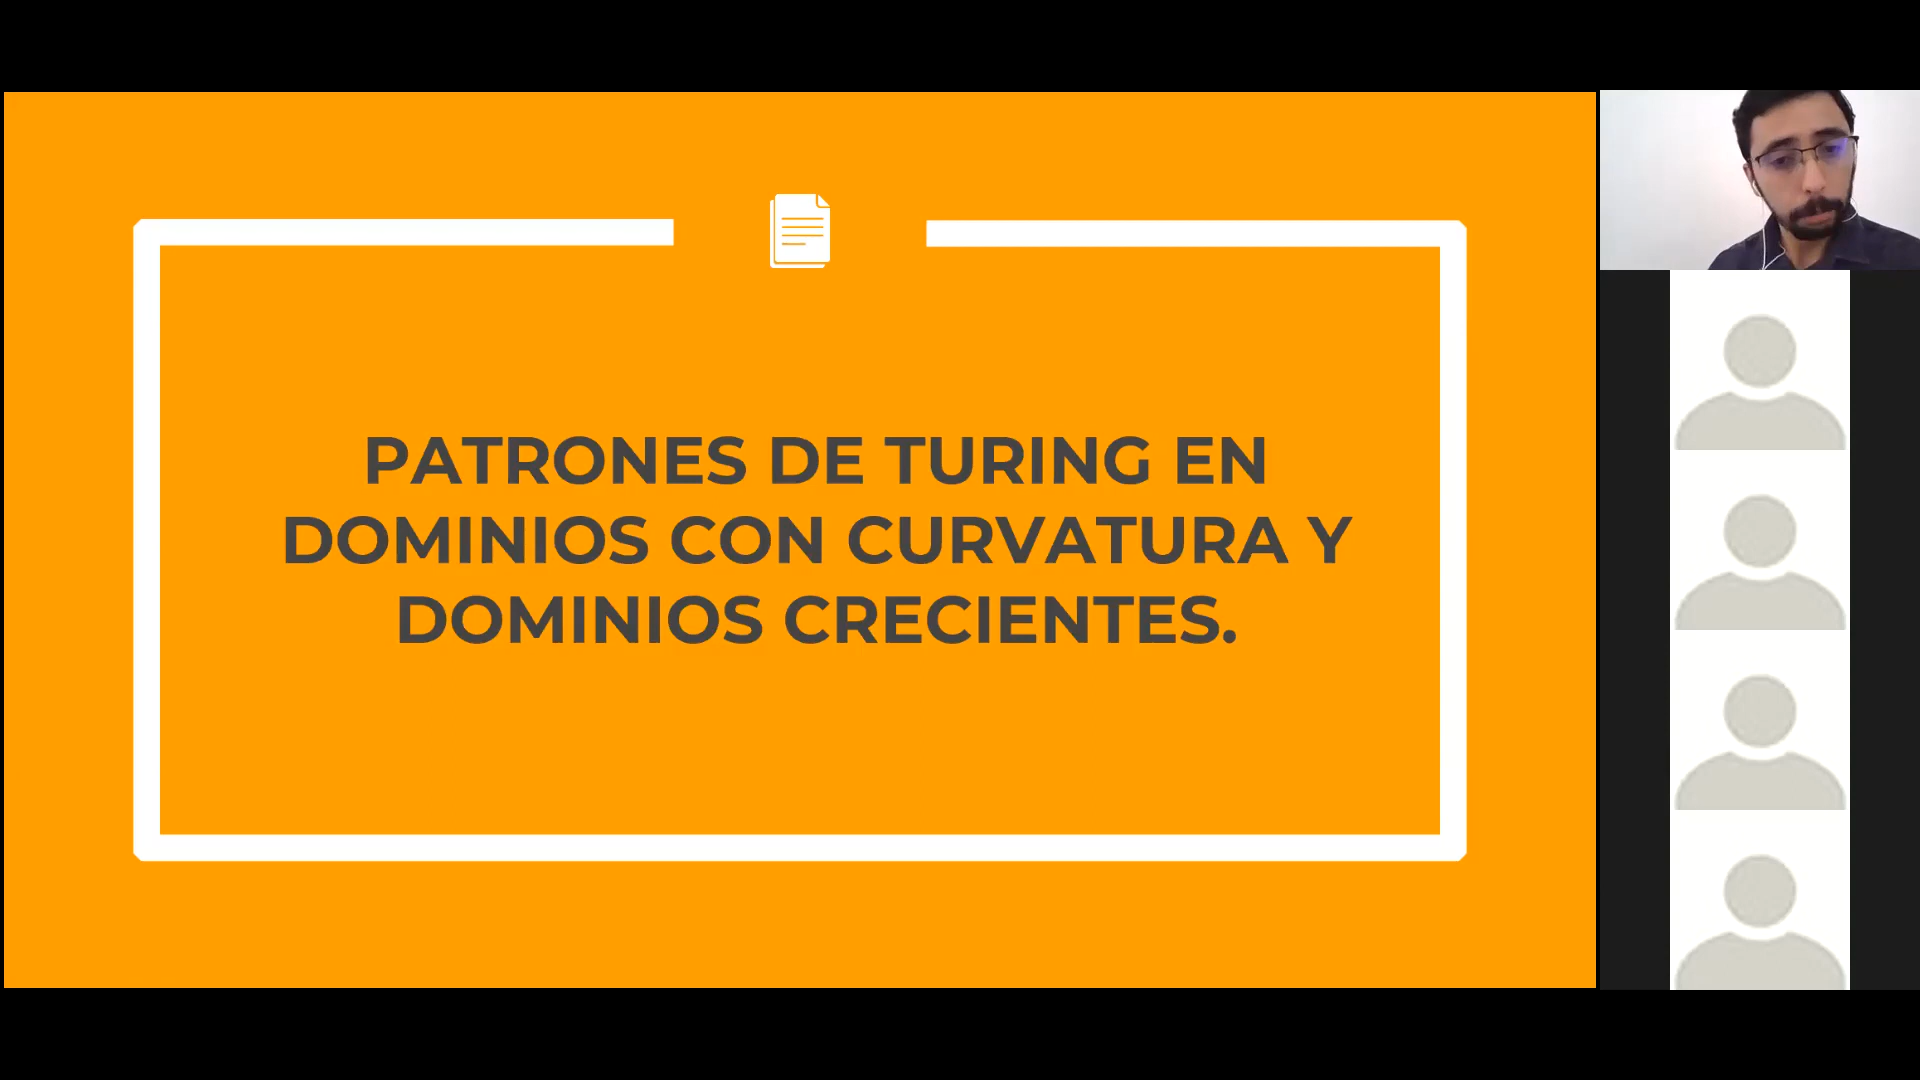 PATRONES DE TURING EN
DOMINIOS CON CURVATURA Y
DOMINIOS CRECIENTES.